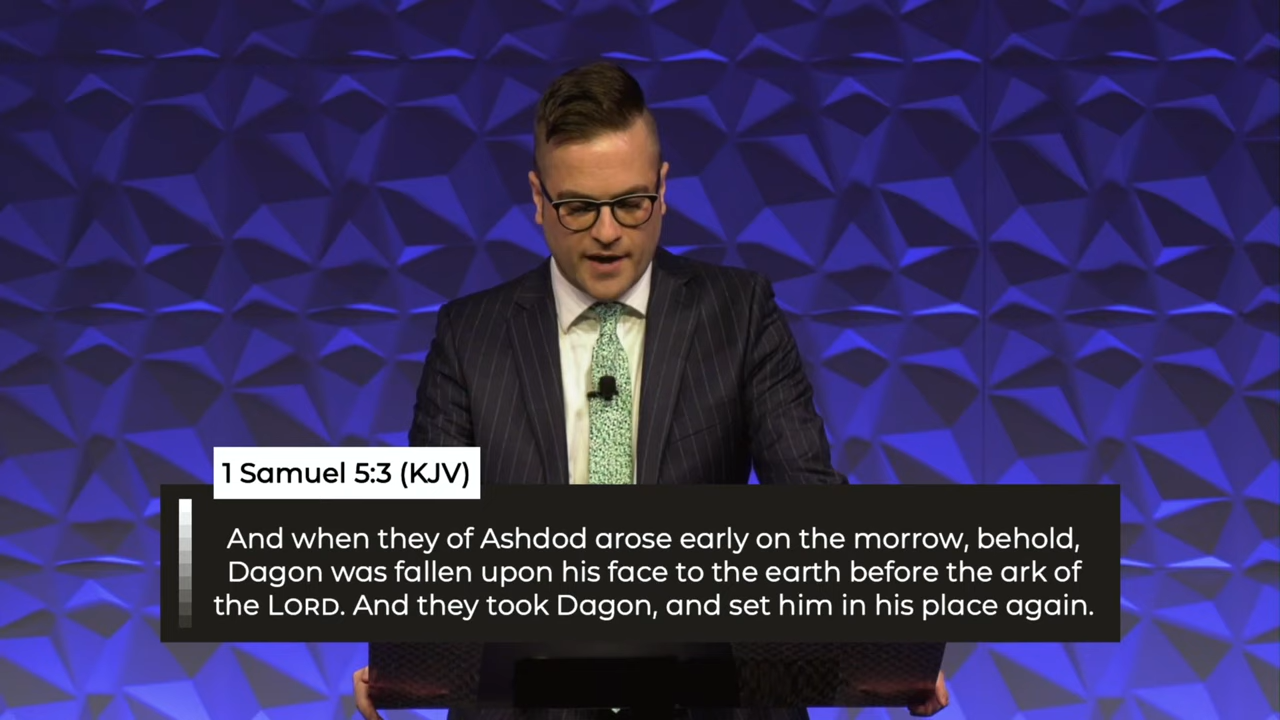 1 Samuel 5:3 (KJV)
And when they of Ashdod arose early on the morrow, behold,
Dagon was fallen upon his face to the earth before the ark of
the LORD. And they took Dagon, and set him in his place again.